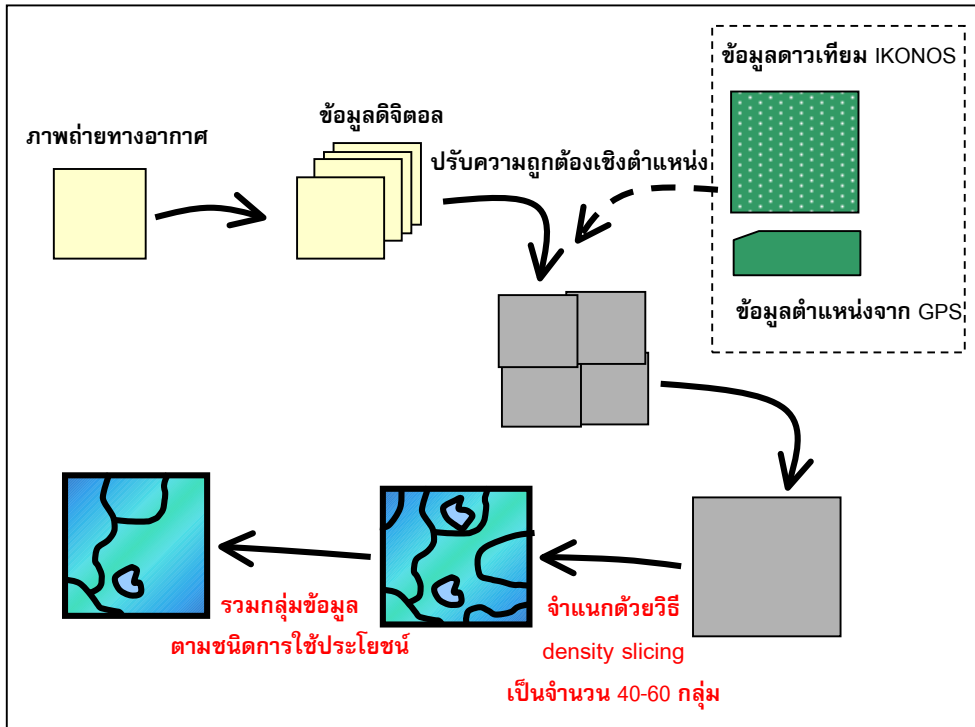 ข้อมูลดาวเทียม IKONOS
ข้อมูลดิจิตอล
ภาพถ่ายทางอากาศ
ปรับความถูกต้องเชิงตำแหน่ง
ข้อมูลตำแหน่งจาก GPS
รวมกลุ่มข้อมูล
ตามชนิดการใช้ประโยชน์
จำแนกด้วยวิธี
density slicing
เป็นจำนวน 40-60 กลุ่ม